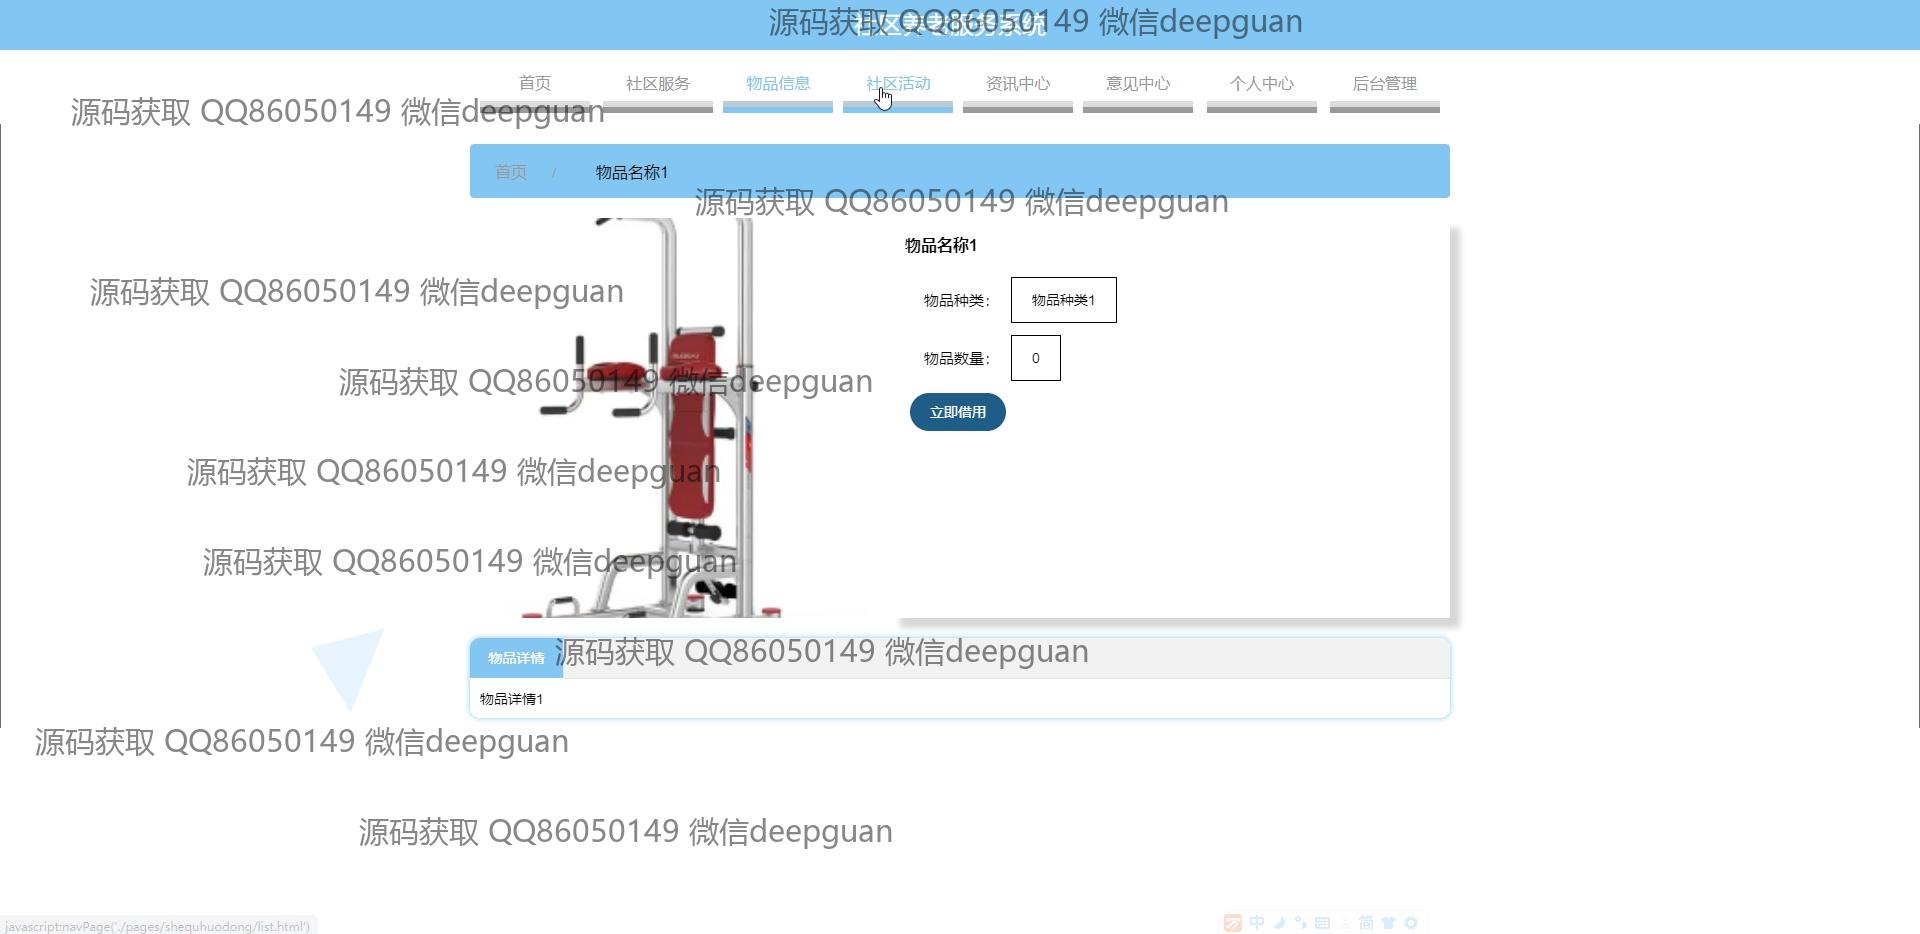 社区养老服务系统
源码获取 QQ86050149 微信deepguan
首页 社区服务 物品信息 社区活动 资讯中心 意见中心 个人中心 后台管理
源码获取 QQ86050149 微信deepguan
首页 / 物品名称1
源码获取 QQ86050149 微信deepguan
物品名称1
源码获取 QQ86050149 微信deepguan
物品种类： 物品种类1
物品数量： 0
源码获取 QQ86050149 微信deepguan
立即借用
源码获取 QQ86050149 微信deepguan
源码获取 QQ86050149 微信deepguan
源码获取 QQ86050149 微信deepguan
物品详情
物品详情1
源码获取 QQ86050149 微信deepguan
源码获取 QQ86050149 微信deepguan
javascript:navPage('./pages/shequhuodong/list.html')
中 简